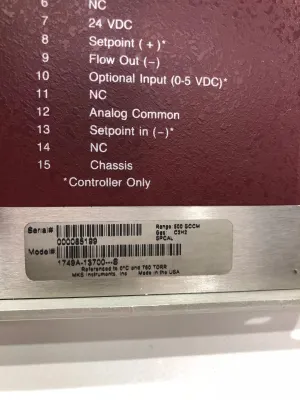 6 NC
7 24 VDC
8 Setpoint (+)*
9 Flow Out (–)
10 Optional Input (0-5 VDC)*
11 NC
12 Analog Common
13 Setpoint in (–)*
14 NC
15 Chassis
*Controller Only
Serial# Range 500 SCCM
000085199 Gas C2H2
SPCAL
Model#
1749A-13700---S
Referenced to 0°C and 760 TORR
MKS Instruments, Inc Made in the USA